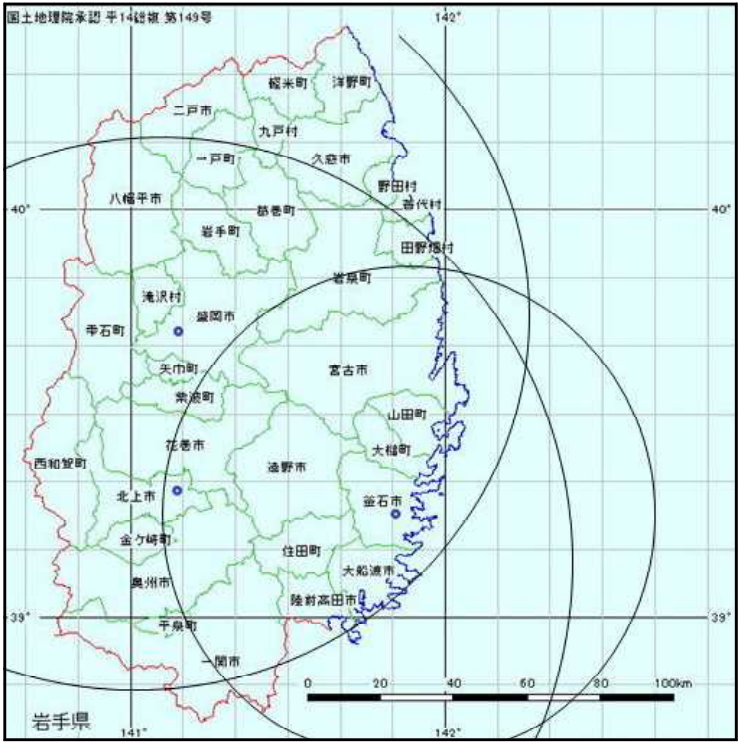 国土地理院承認 平14総複 第149号
142°
軽米町 洋野町
二戸市
九戸村
一戸町 久慈市
野田村
八幡平市 普代村
40° 葛巻町 40°
岩手町
田野畑村
岩泉町
滝沢村
盛岡市
雫石町
矢巾町 宮古市
紫波町
山田町
花巻市
大槌町
西和賀町 遠野市
北上市 釜石市
金ケ崎町
住田町
奥州市 大船渡市
陸前高田市
39° 39°
平泉町
一関市
0 20 40 60 80 100km
岩手県
141° 142°